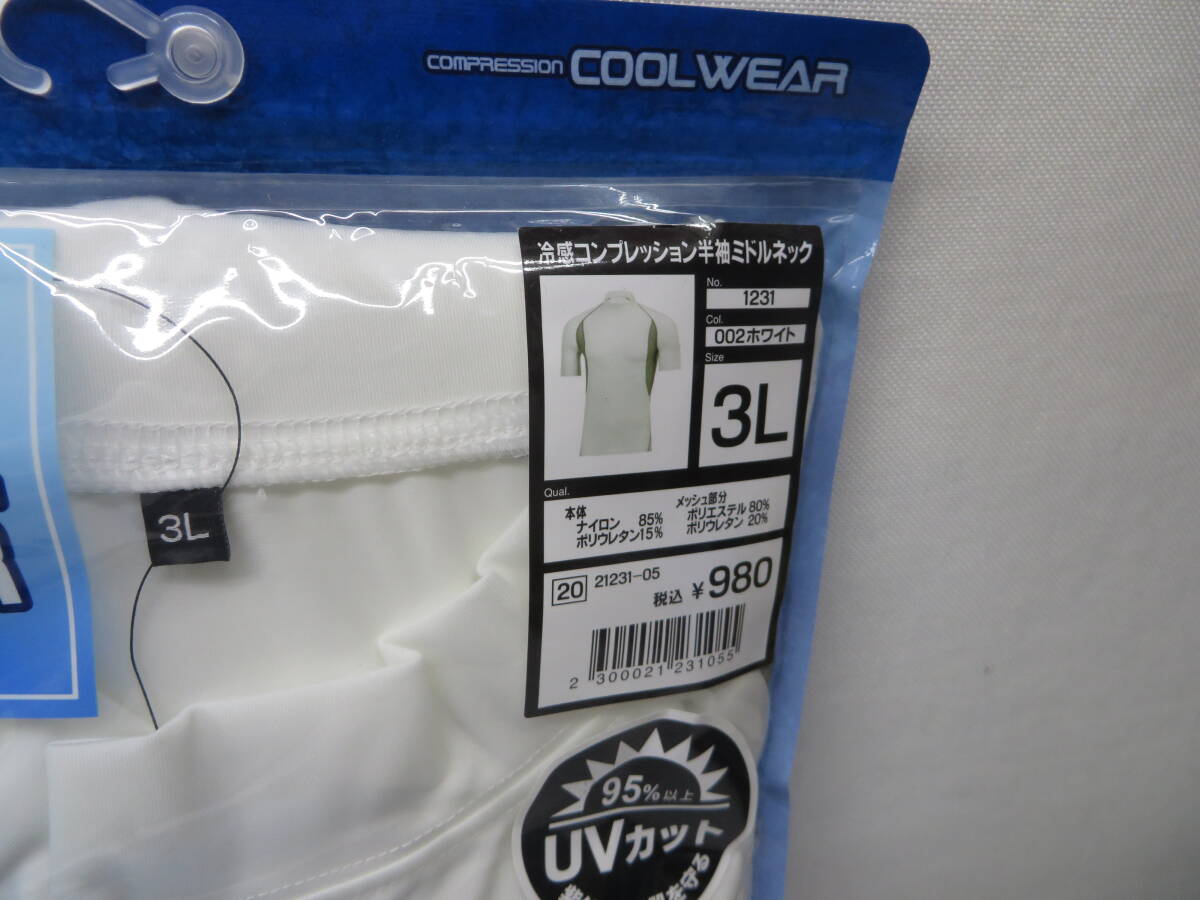 COMPRESSION COOLWEAR
冷感コンプレッション半袖ミドルネック
No.
1231
Col.
002ホワイト
Size
3L
Qual.
本体
ナイロン 85%
ポリウレタン15%
メッシュ部分
ポリエステル 80%
ポリウレタン 20%
20 21231-05
税込 ¥980
2 300021 231055
3L
95%以上
UVカット